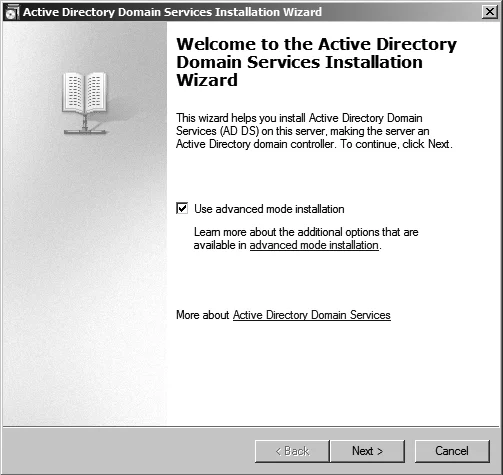 Active Directory Domain Services Installation Wizard
Welcome to the Active Directory
Domain Services Installation
Wizard
This wizard helps you install Active Directory Domain
Services (AD DS) on this server, making the server an
Active Directory domain controller. To continue, click Next.
Use advanced mode installation
Learn more about the additional options that are
available in advanced mode installation.
More about Active Directory Domain Services
< Back Next > Cancel